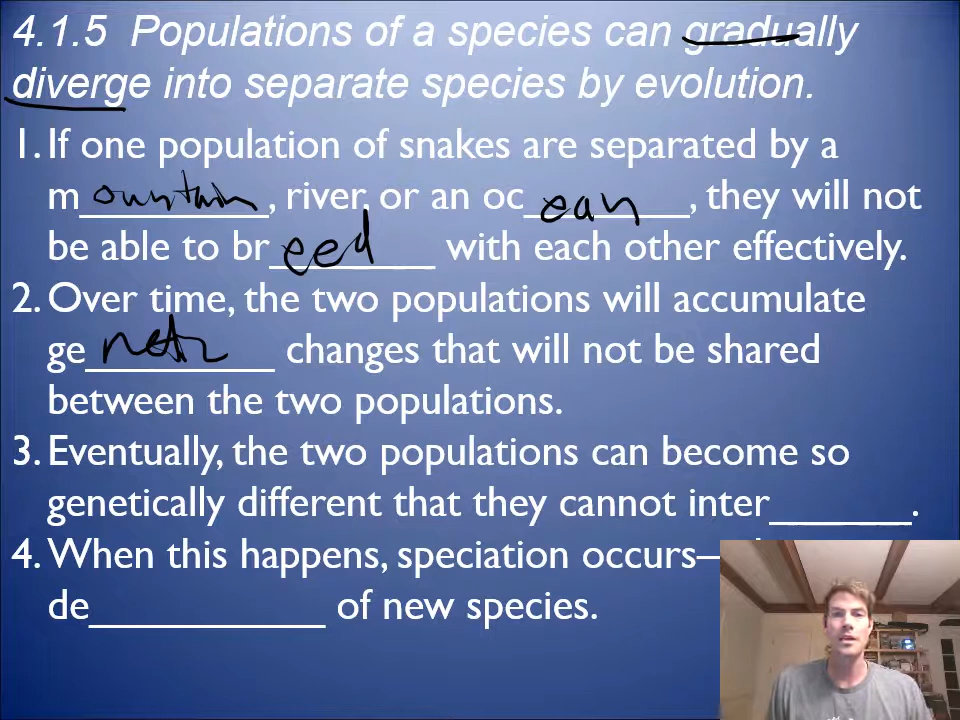 4.1.5 Populations of a species can gradually
diverge into separate species by evolution.
1. If one population of snakes are separated by a
mountain, river, or an ocean, they will not
be able to breed with each other effectively.
2. Over time, the two populations will accumulate
genetic changes that will not be shared
between the two populations.
3. Eventually, the two populations can become so
genetically different that they cannot inter______.
4. When this happens, speciation occurs–
de__________ of new species.